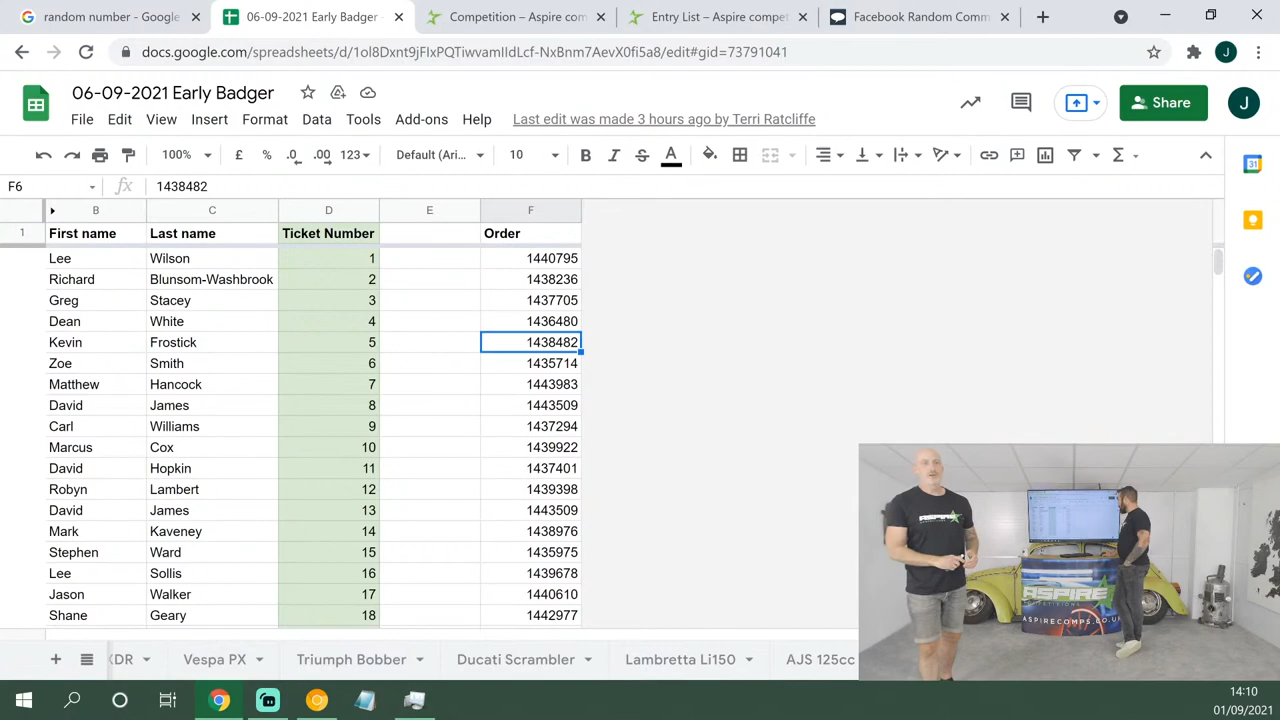 random number - Google
06-09-2021 Early Badger -
Competition – Aspire com
Entry List – Aspire compet
Facebook Random Comm
docs.google.com/spreadsheets/d/1ol8Dxnt9jFIxPQTiwvamIIdLcf-NxBnm7AevX0fi5a8/edit#gid=73791041
J
06-09-2021 Early Badger
File Edit View Insert Format Data Tools Add-ons Help Last edit was made 3 hours ago by Terri Ratcliffe
Share
J
100% £ % .0 .00 123 Default (Ari... 10 B I S A
31
F6 fx 1438482
B C D E F
1 First name Last name Ticket Number Order
Lee Wilson 1 1440795
Richard Blunsom-Washbrook 2 1438236
Greg Stacey 3 1437705
Dean White 4 1436480
Kevin Frostick 5 1438482
Zoe Smith 6 1435714
Matthew Hancock 7 1443983
David James 8 1443509
Carl Williams 9 1437294
Marcus Cox 10 1439922
David Hopkin 11 1437401
Robyn Lambert 12 1439398
David James 13 1443509
Mark Kaveney 14 1438976
Stephen Ward 15 1435975
Lee Sollis 16 1439678
Jason Walker 17 1440610
Shane Geary 18 1442977
ASPIRE
ASPIRE
COMPETITIONS
ASPIRECOMPS.CO.UK
XDR Vespa PX Triumph Bobber Ducati Scrambler Lambretta Li150 AJS 125cc
14:10
01/09/2021